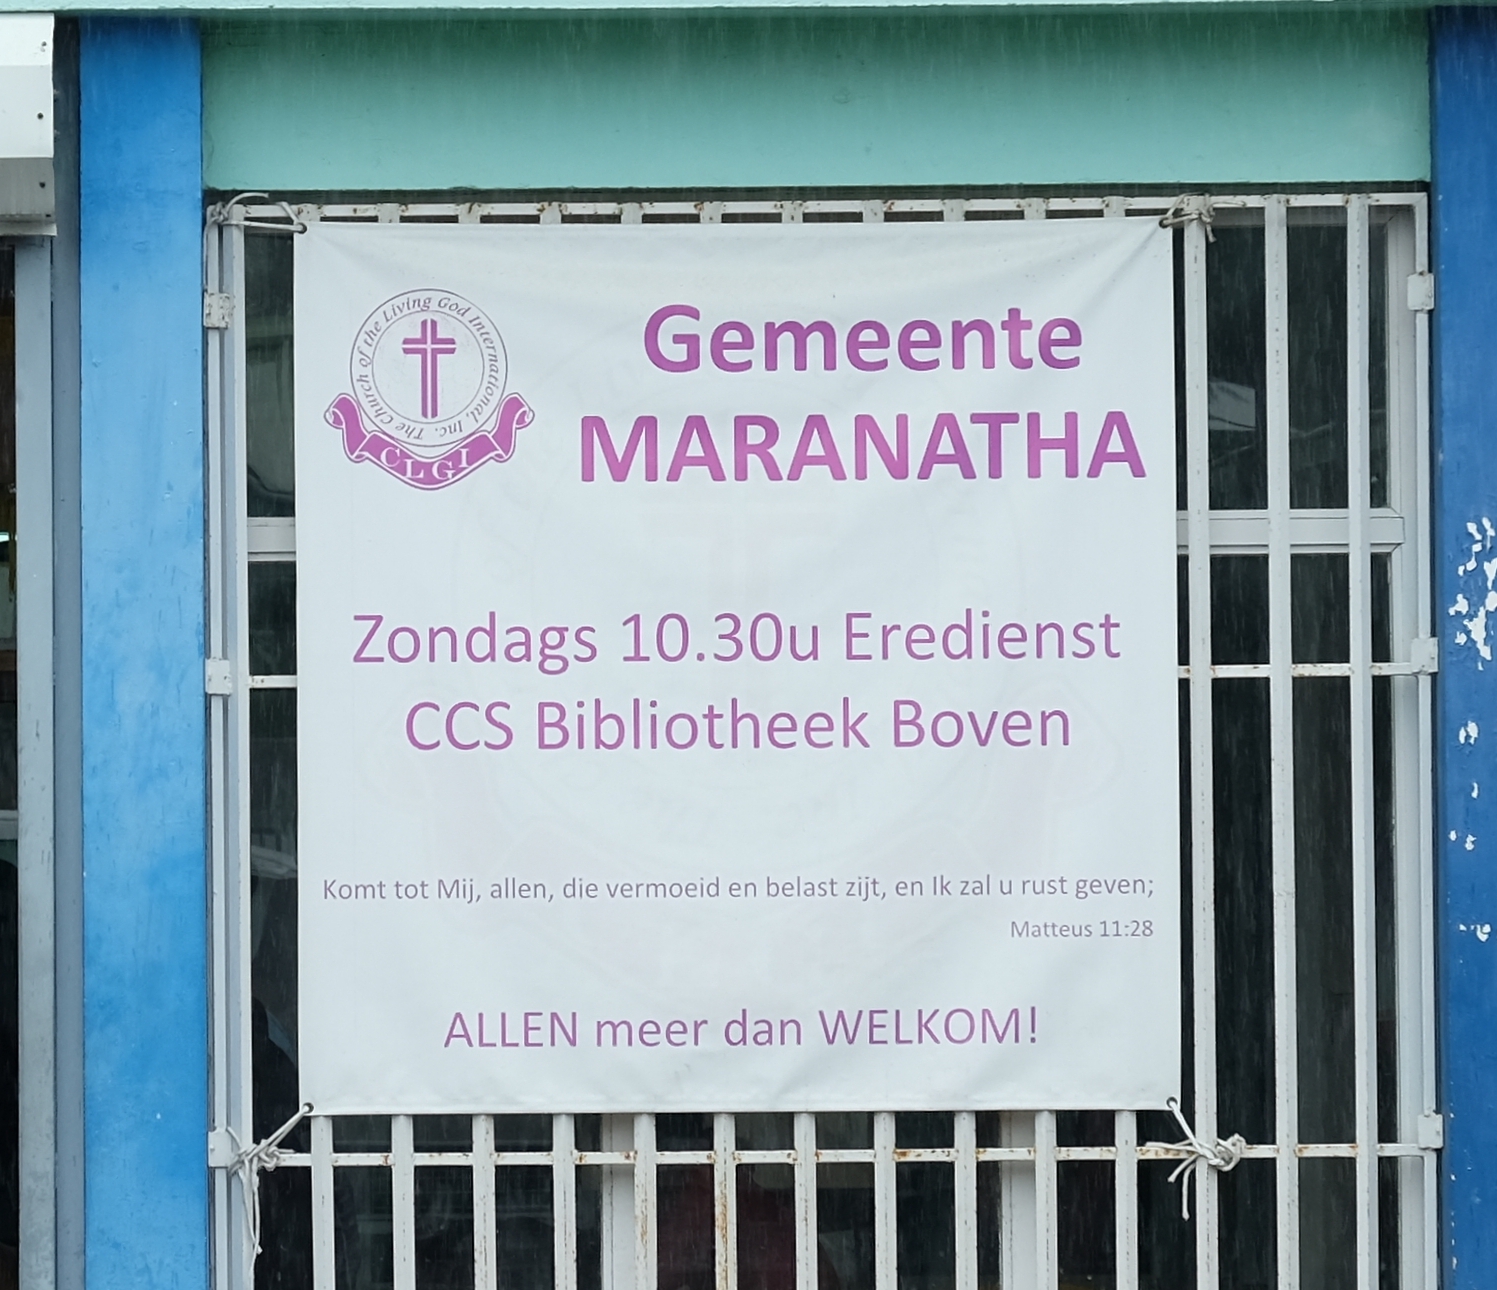 The Church of the Living God International, Inc.
CLGI
Gemeente
MARANATHA
Zondags 10.30u Eredienst
CCS Bibliotheek Boven
Komt tot Mij, allen, die vermoeid en belast zijt, en Ik zal u rust geven;
Matteus 11:28
ALLEN meer dan WELKOM!